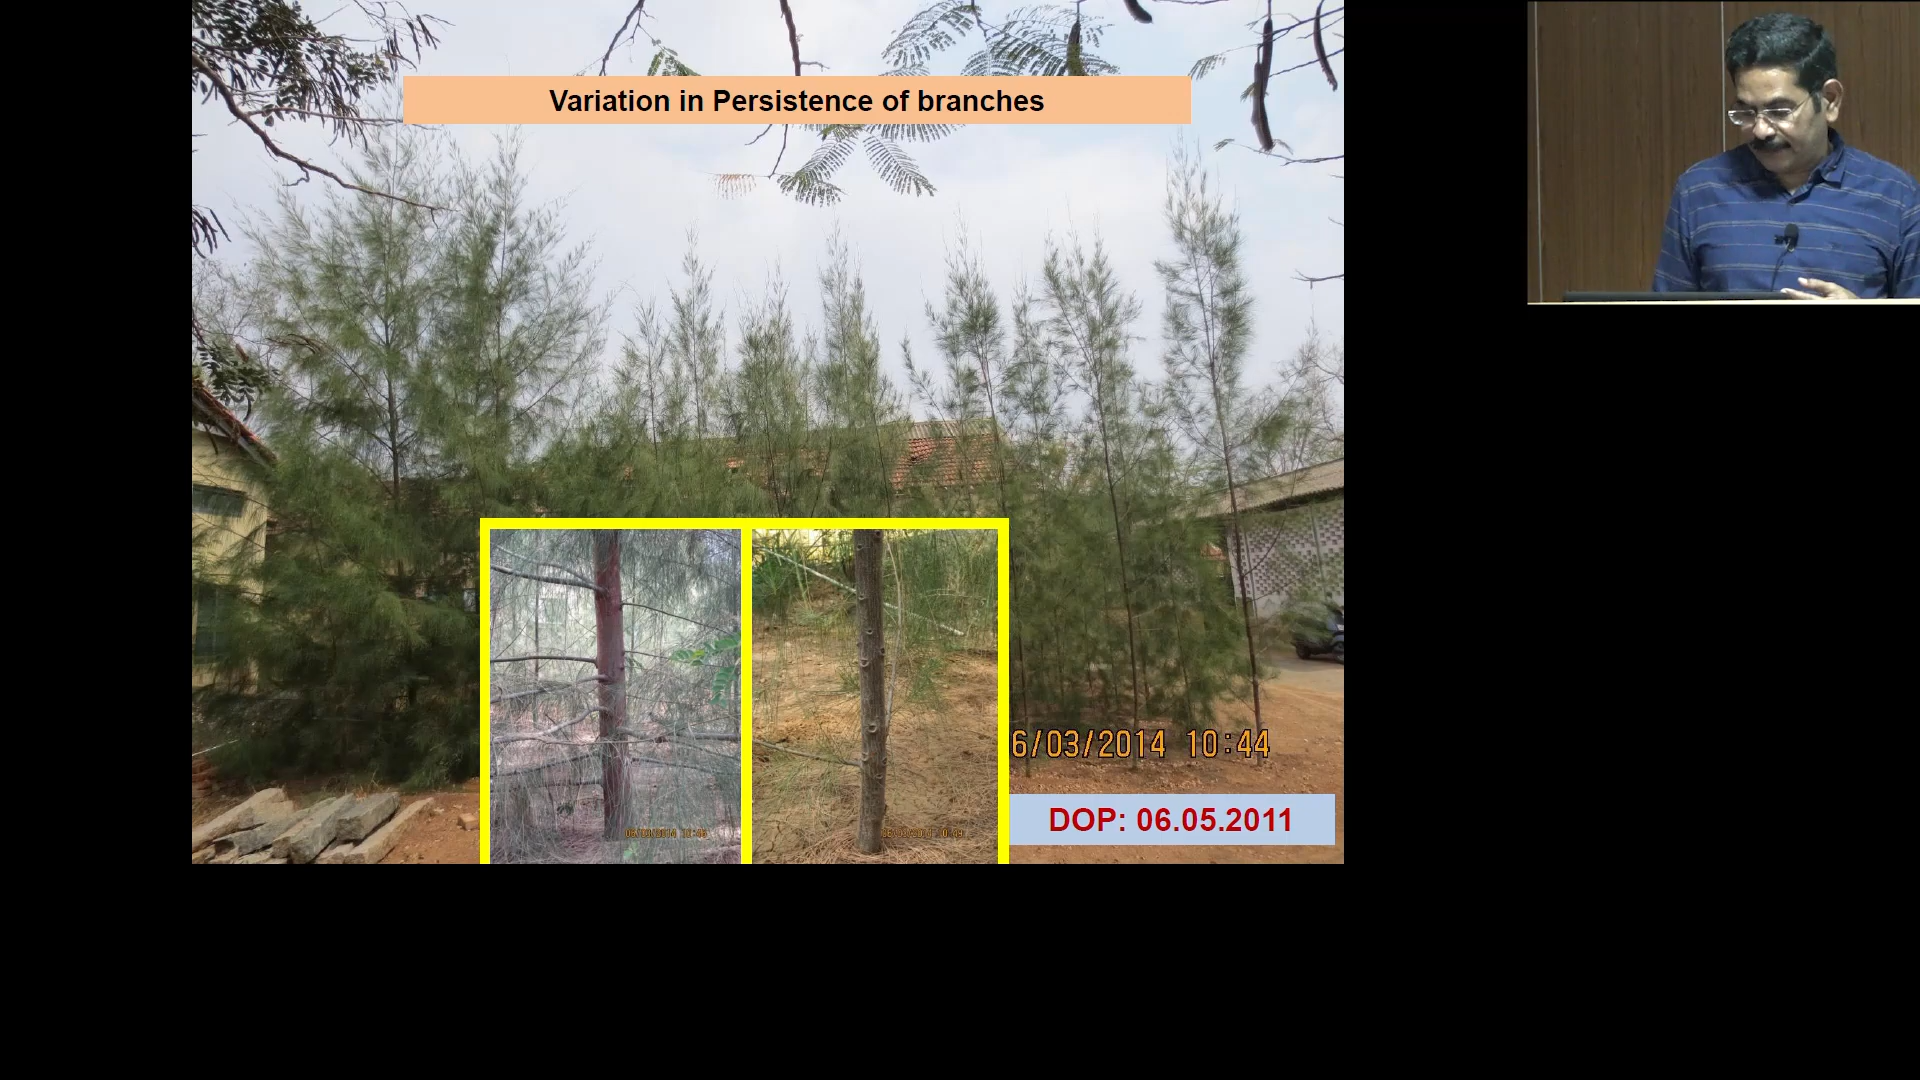 Variation in Persistence of branches
6/03/2014 10:44
DOP: 06.05.2011